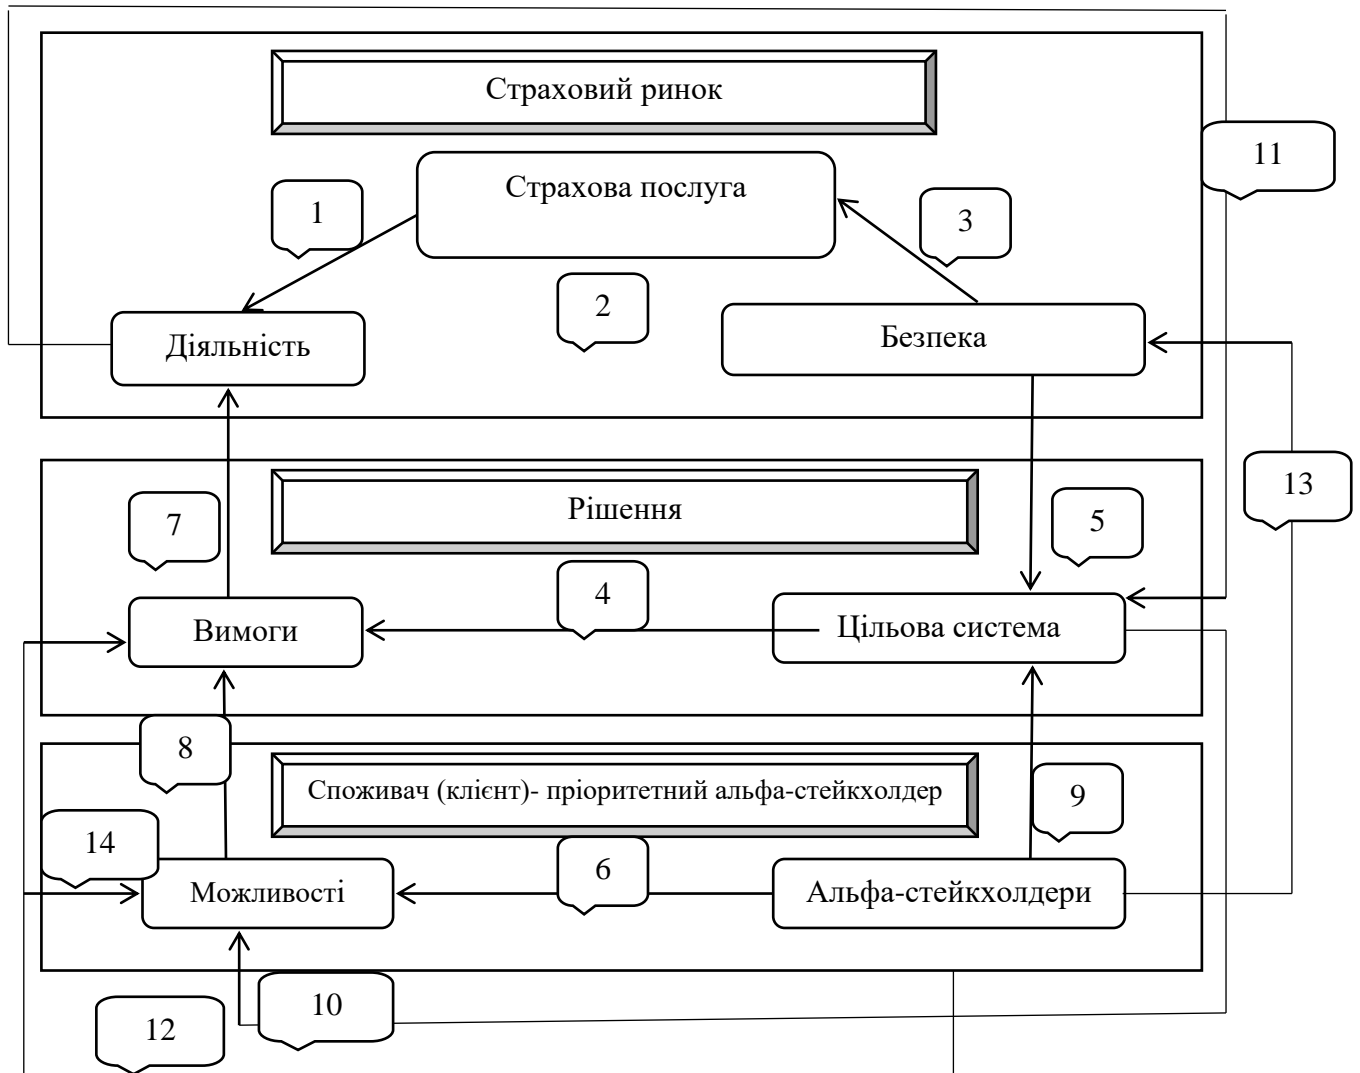 Страховий ринок
11
Страхова послуга
1
3
2
Діяльність
Безпека
Рішення
13
7
5
4
Вимоги
Цільова система
8
Споживач (клієнт)- пріоритетний альфа-стейкхолдер
9
14
6
Можливості
Альфа-стейкхолдери
10
12